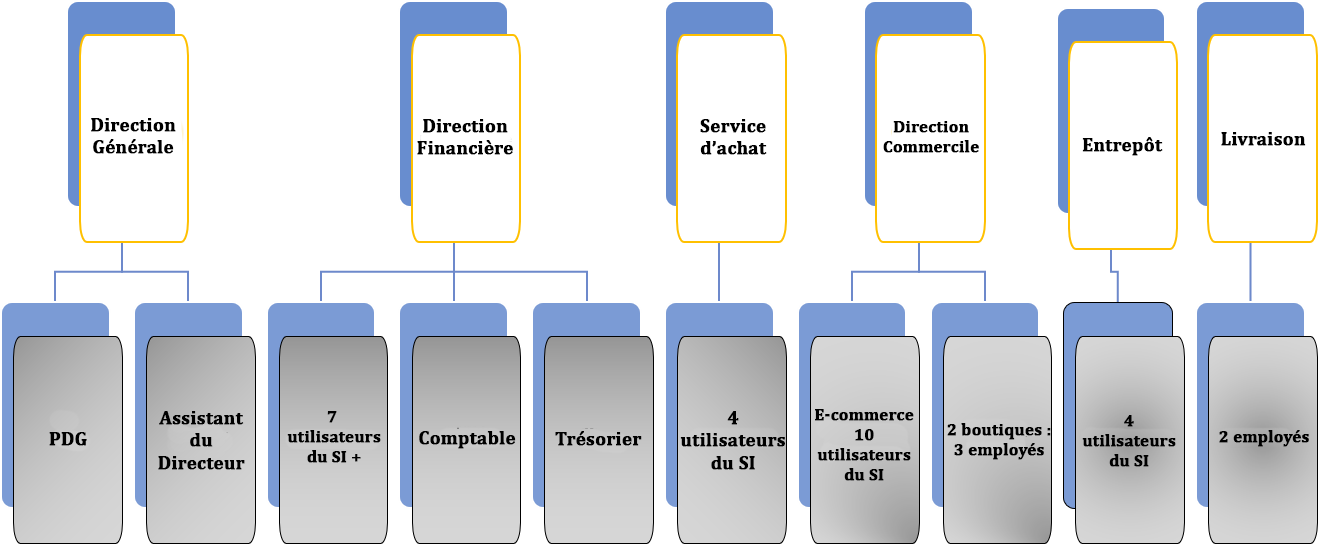 Direction
Générale
Direction
Financière
Service
d’achat
Direction
Commercile
Entrepôt
Livraison
PDG
Assistant
du
Directeur
7
utilisateurs
du SI +
Comptable
Trésorier
4
utilisateurs
du SI
E-commerce
10
utilisateurs
du SI
2 boutiques :
3 employés
4
utilisateurs
du SI
2 employés